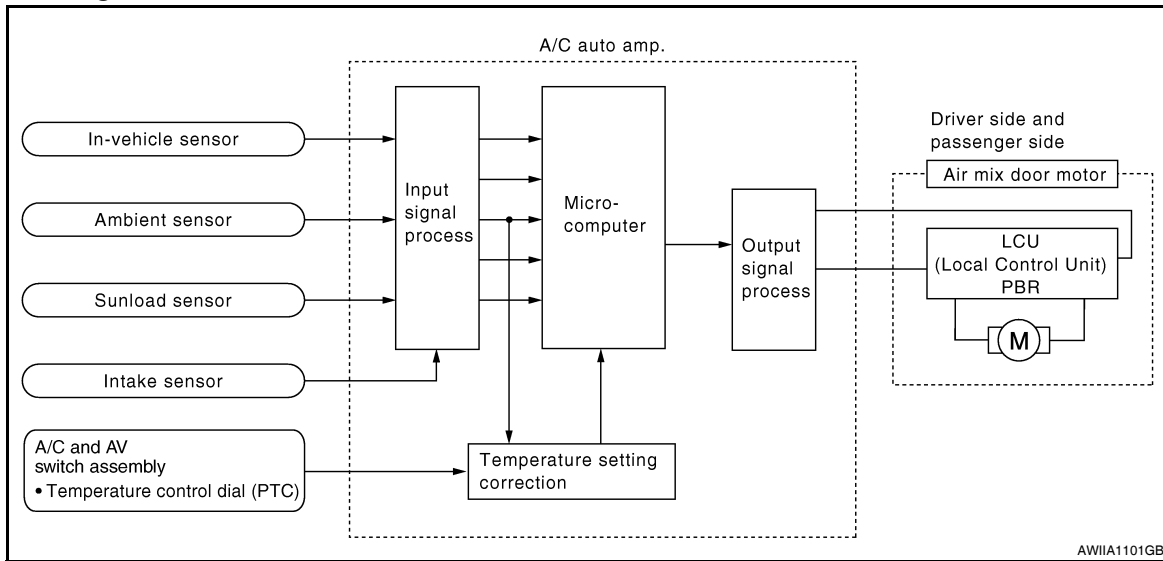 A/C auto amp.
In-vehicle sensor
Ambient sensor
Sunload sensor
Intake sensor
A/C and AV
switch assembly
• Temperature control dial (PTC)
Input
signal
process
Micro-
computer
Temperature setting
correction
Output
signal
process
Driver side and
passenger side
Air mix door motor
LCU
(Local Control Unit)
PBR
M
AWIIA1101GB